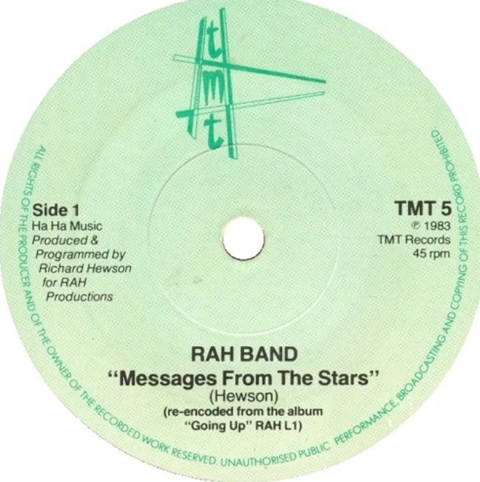 tmt
Side 1
Ha Ha Music
Produced &
Programmed by
Richard Hewson
for RAH
Productions
TMT 5
℗ 1983
TMT Records
45 rpm
RAH BAND
“Messages From The Stars”
(Hewson)
(re-encoded from the album
“Going Up” RAH L1)
ALL RIGHTS OF THE PRODUCER AND OF THE OWNER OF THE RECORDED WORK RESERVED. UNAUTHORISED PUBLIC PERFORMANCE, BROADCASTING AND COPYING OF THIS RECORD PROHIBITED